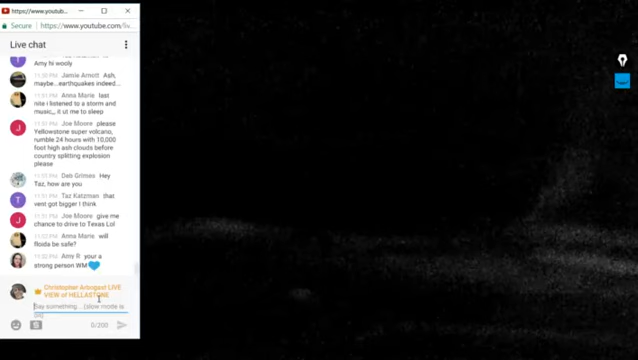 https://www.youtub...
Secure
https://www.youtube.com/liv
Live chat
Amy hi wooly
11:30 PM Jamie Armitt Ash,
maybe...earthquakes indeed...
11:31 PM Anna Marie last
nite i listened to a storm and
music,,, it ut me to sleep
11:31 PM Joe Moore please
Yellowstone super volcano,
rumble 24 hours with 10,000
foot high ash clouds before
country splitting explosion
please
11:31 PM Deb Grimes Hey
Taz, how are you
11:31 PM Taz Katzman that
vent got bigger I think
11:31 PM Joe Moore give me
chance to drive to Texas Lol
11:32 PM Anna Marie will
floida be safe?
11:32 PM Amy R your a
strong person WM
Christopher Arbogast LIVE
VIEW of HELLASTONE
Say something... (slow mode is
on)
0/200